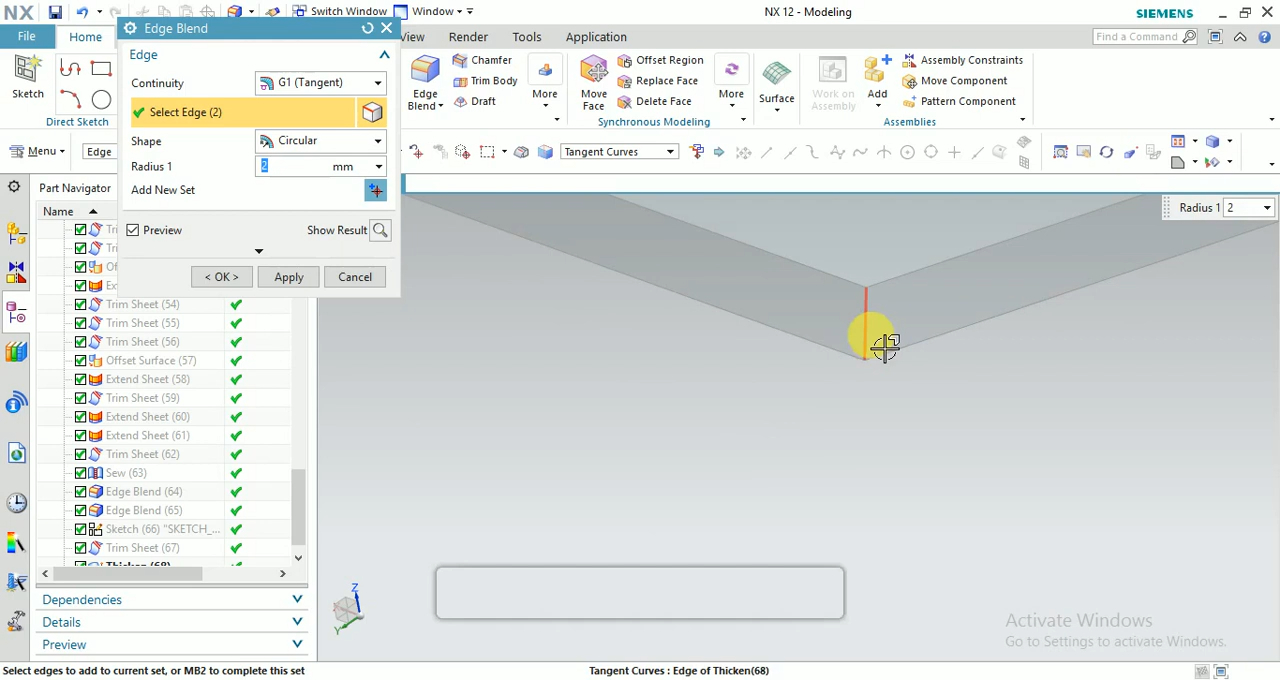 NX
Switch Window
Window
NX 12 - Modeling
SIEMENS
File
Home
Edge Blend
View
Render
Tools
Application
Find a Command
Sketch
Direct Sketch
Edge
Continuity
G1 (Tangent)
Select Edge (2)
Shape
Circular
Radius 1
2
mm
Add New Set
Preview
Show Result
< OK >
Apply
Cancel
Edge
Blend
Chamfer
Trim Body
Draft
More
Move
Face
Offset Region
Replace Face
Delete Face
More
Synchronous Modeling
Surface
Work on
Assembly
Add
Assembly Constraints
Move Component
Pattern Component
Assemblies
Menu
Edge
Tangent Curves
Part Navigator
Name
Radius 1
2
Trim Sheet (54)
Trim Sheet (55)
Trim Sheet (56)
Offset Surface (57)
Extend Sheet (58)
Trim Sheet (59)
Extend Sheet (60)
Extend Sheet (61)
Trim Sheet (62)
Sew (63)
Edge Blend (64)
Edge Blend (65)
Sketch (66) "SKETCH_...
Trim Sheet (67)
Thicken (68)
Dependencies
Details
Preview
Z
Y
Activate Windows
Go to Settings to activate Windows.
Select edges to add to current set, or MB2 to complete this set
Tangent Curves : Edge of Thicken(68)